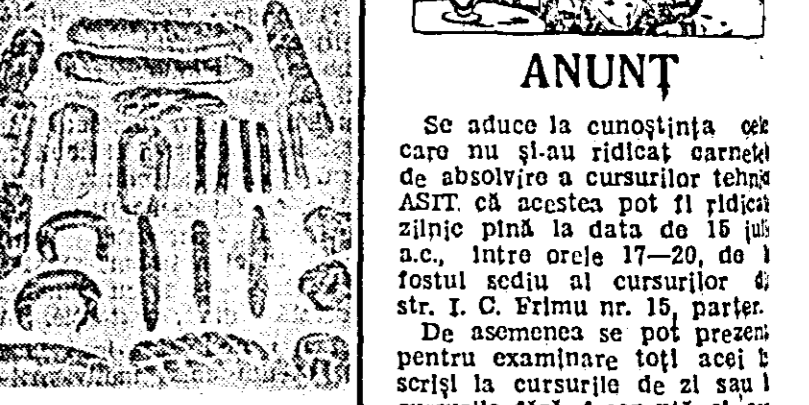 ANUNȚ
Se aduce la cunoștința
care nu și-au ridicat
de absolvire a cursurilor
ASIT. că acestea pot fi
zilnic pînă la data de 15
a.c., între orele 17—20, de
fostul sediu al cursurilor
str. I. C. Frimu nr. 15, parter.
De asemenea se pot
pentru examinare toți acei
scriși la cursurile de zi sau